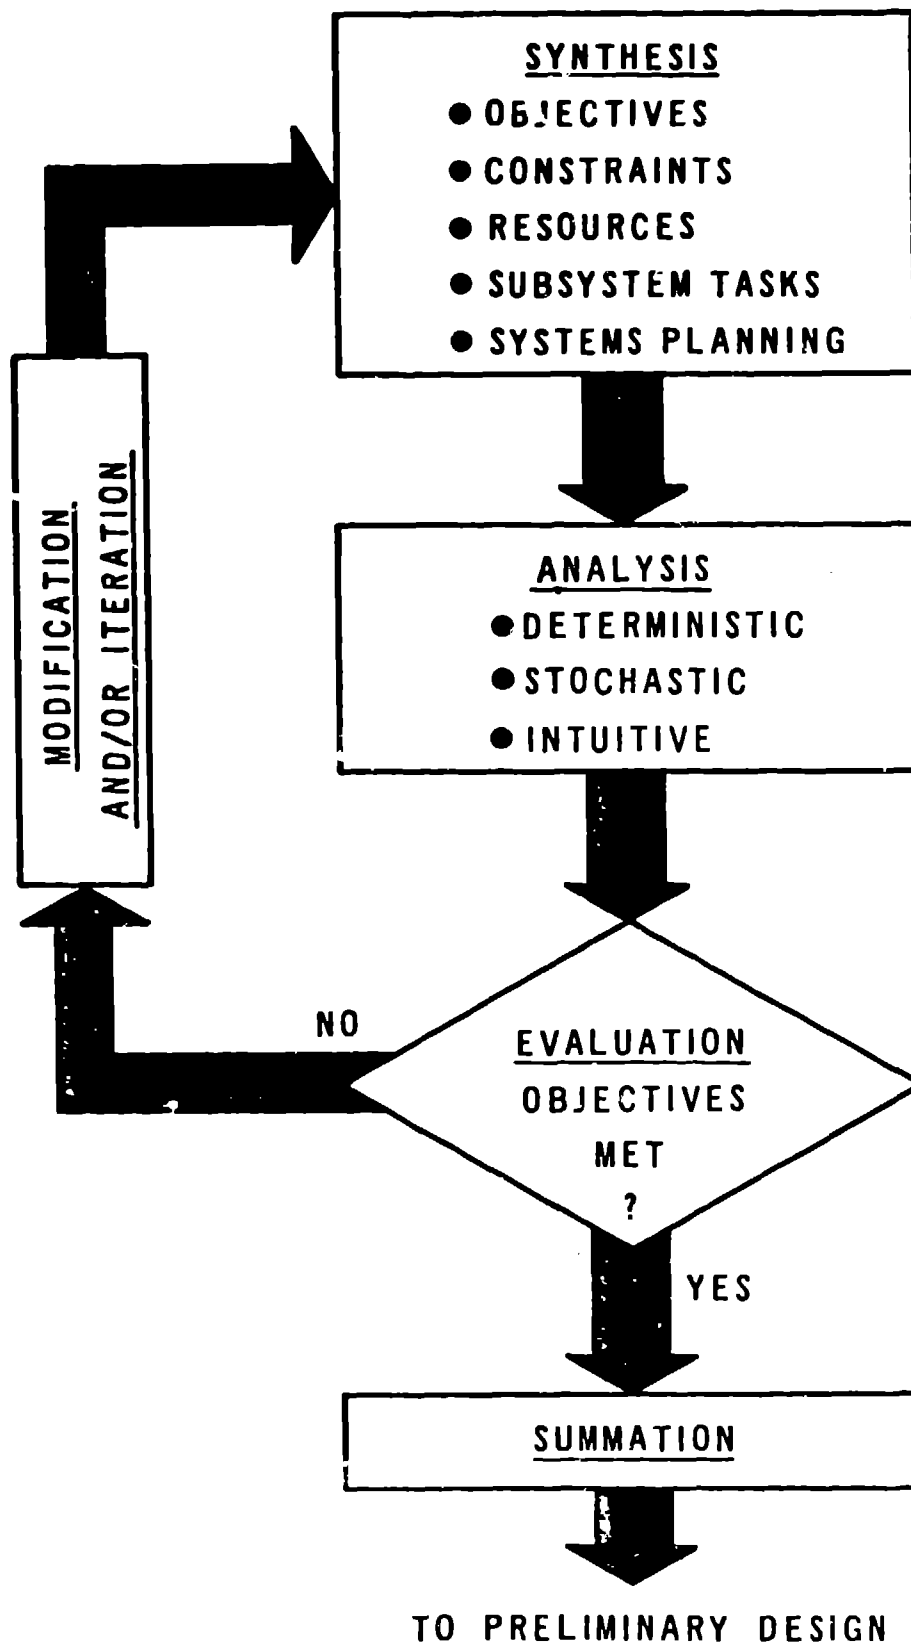 SYNTHESIS
● OBJECTIVES
● CONSTRAINTS
● RESOURCES
● SUBSYSTEM TASKS
● SYSTEMS PLANNING
MODIFICATION
AND/OR ITERATION
ANALYSIS
● DETERMINISTIC
● STOCHASTIC
● INTUITIVE
NO
EVALUATION
OBJECTIVES
MET
?
YES
SUMMATION
TO PRELIMINARY DESIGN